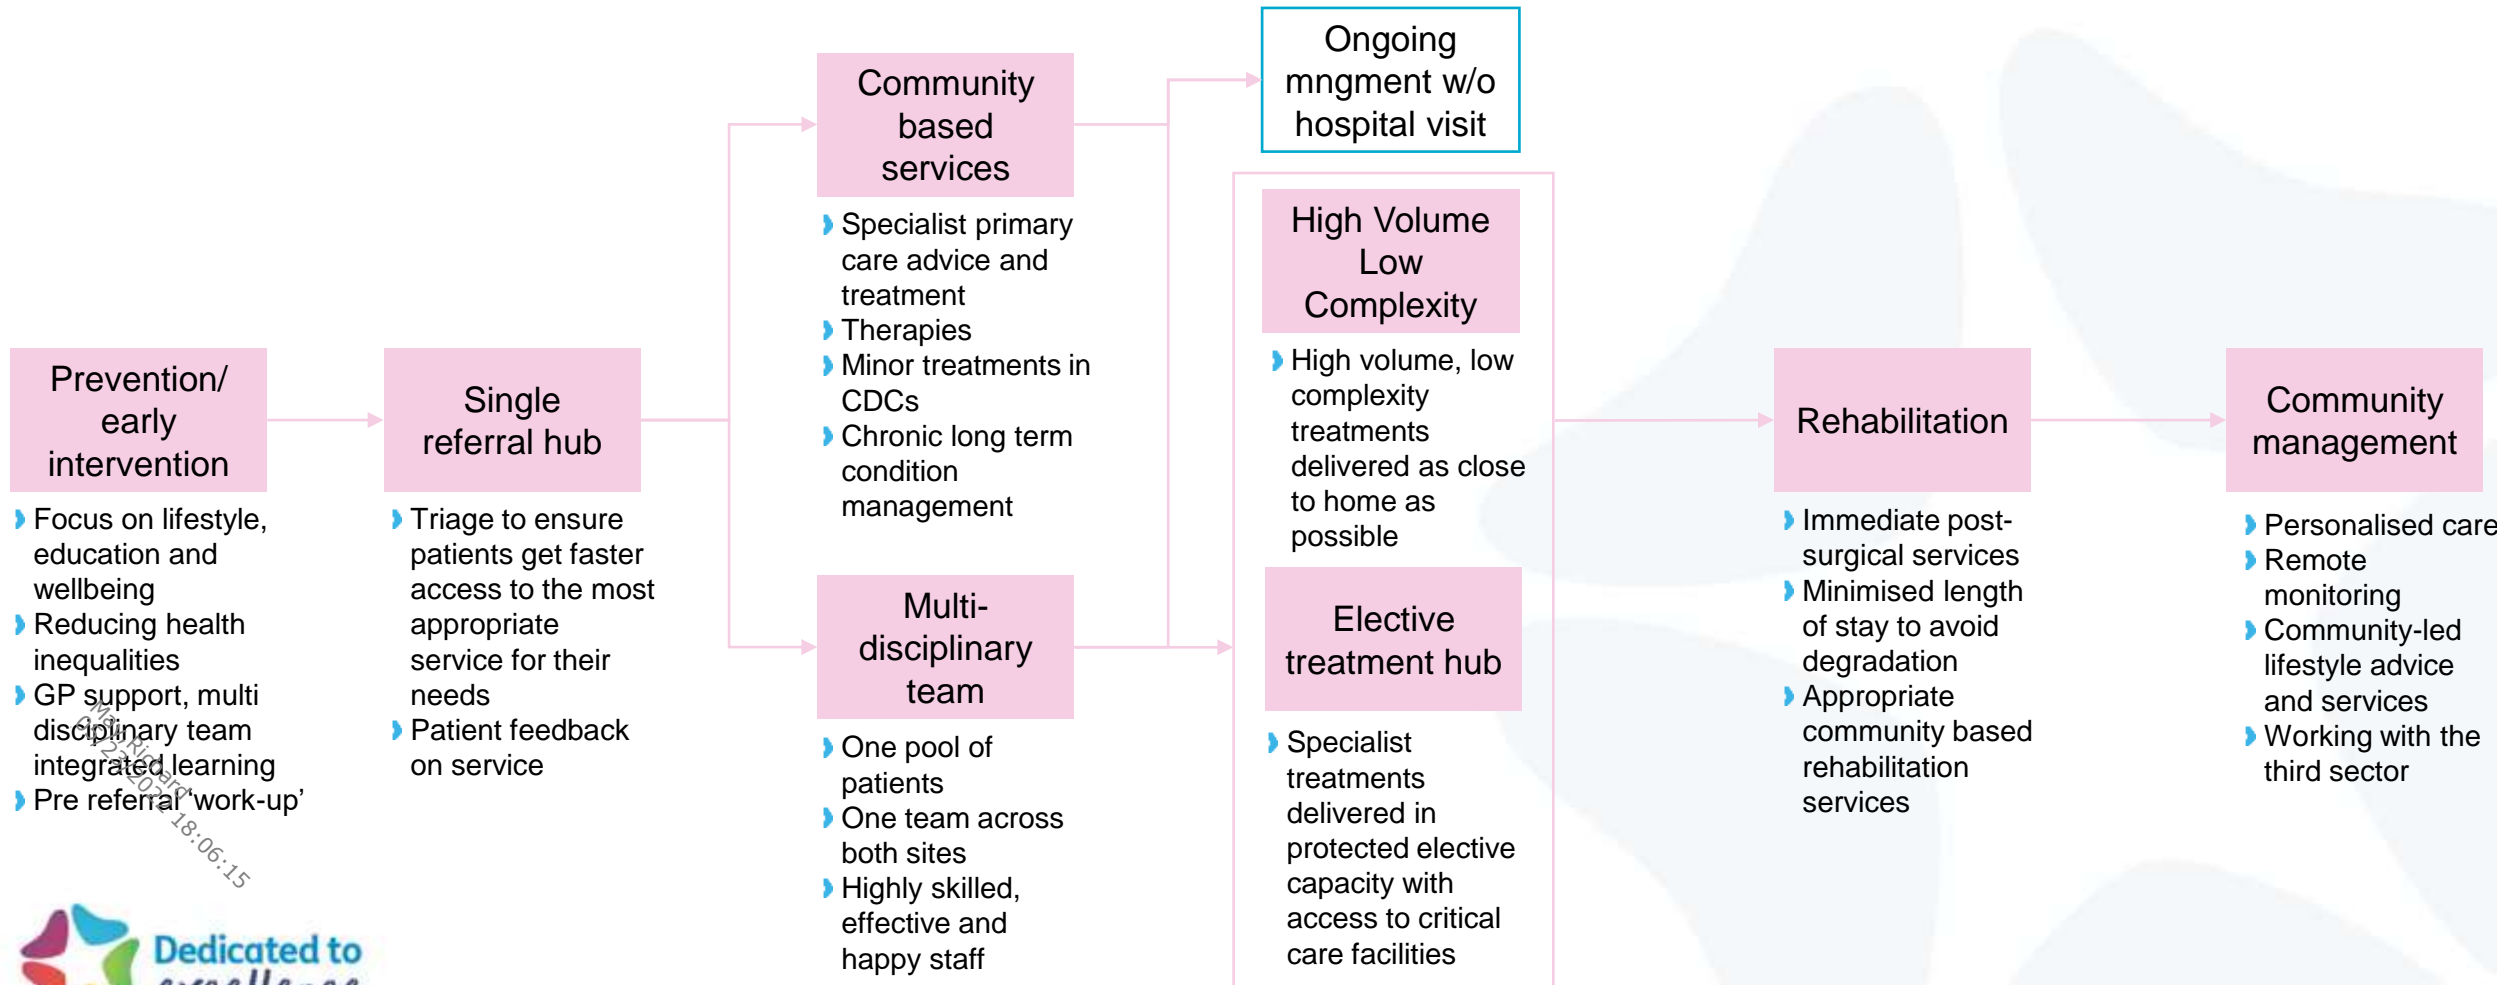 Prevention/
early
intervention
Focus on lifestyle,
education and
wellbeing
Reducing health
inequalities
GP support, multi
disciplinary team
integrated learning
Pre referral 'work-up'
Single
referral hub
Triage to ensure
patients get faster
access to the most
appropriate
service for their
needs
Patient feedback
on service
Community
based
services
Specialist primary
care advice and
treatment
Therapies
Minor treatments in
CDCs
Chronic long term
condition
management
Multi-
disciplinary
team
One pool of
patients
One team across
both sites
Highly skilled,
effective and
happy staff
Ongoing
mngment w/o
hospital visit
High Volume
Low
Complexity
High volume, low
complexity
treatments
delivered as close
to home as
possible
Elective
treatment hub
Specialist
treatments
delivered in
protected elective
capacity with
access to critical
care facilities
Rehabilitation
Immediate post-
surgical services
Minimised length
of stay to avoid
degradation
Appropriate
community based
rehabilitation
services
Community
management
Personalised care
Remote
monitoring
Community-led
lifestyle advice
and services
Working with the
third sector
Richard
18:06:15
Dedicated to
excellence